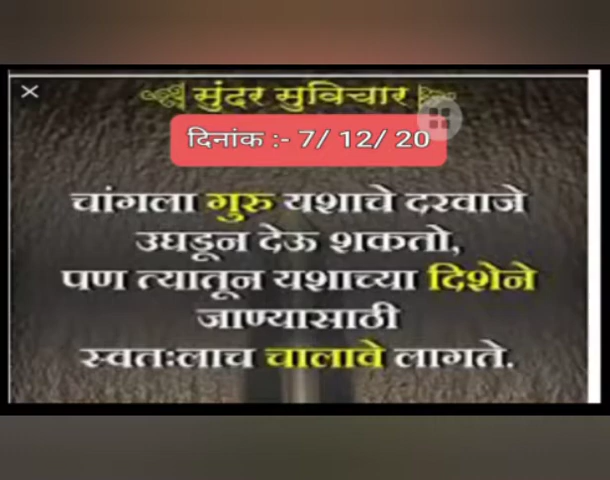 सुंदर सुविचार
दिनांक :- 7/ 12/ 20
चांगला गुरु यशाचे दरवाजे
उघडून देऊ शकतो,
पण त्यातून यशाच्या दिशेने
जाण्यासाठी
स्वतःलाच चालावे लागते.